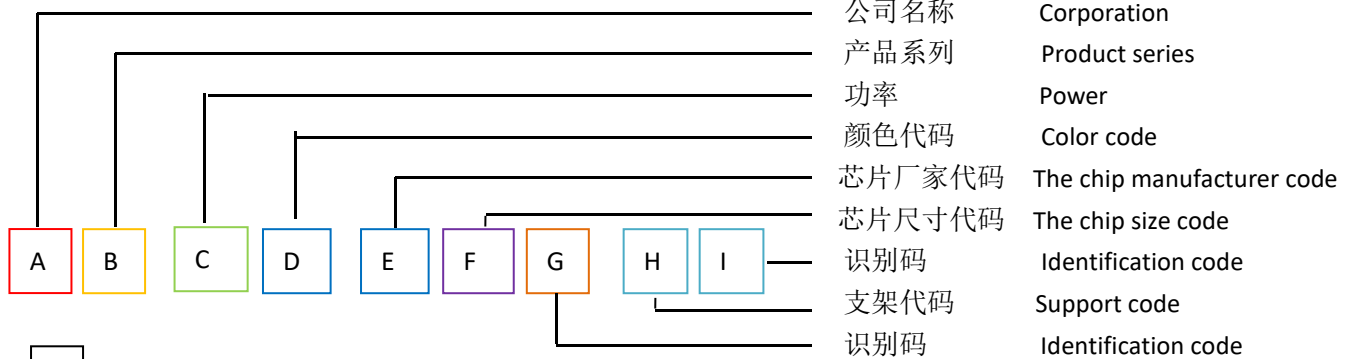 公司名称 Corporation
产品系列 Product series
功率 Power
颜色代码 Color code
芯片厂家代码 The chip manufacturer code
芯片尺寸代码 The chip size code
A B C D E F G H I 识别码 Identification code
支架代码 Support code
识别码 Identification code